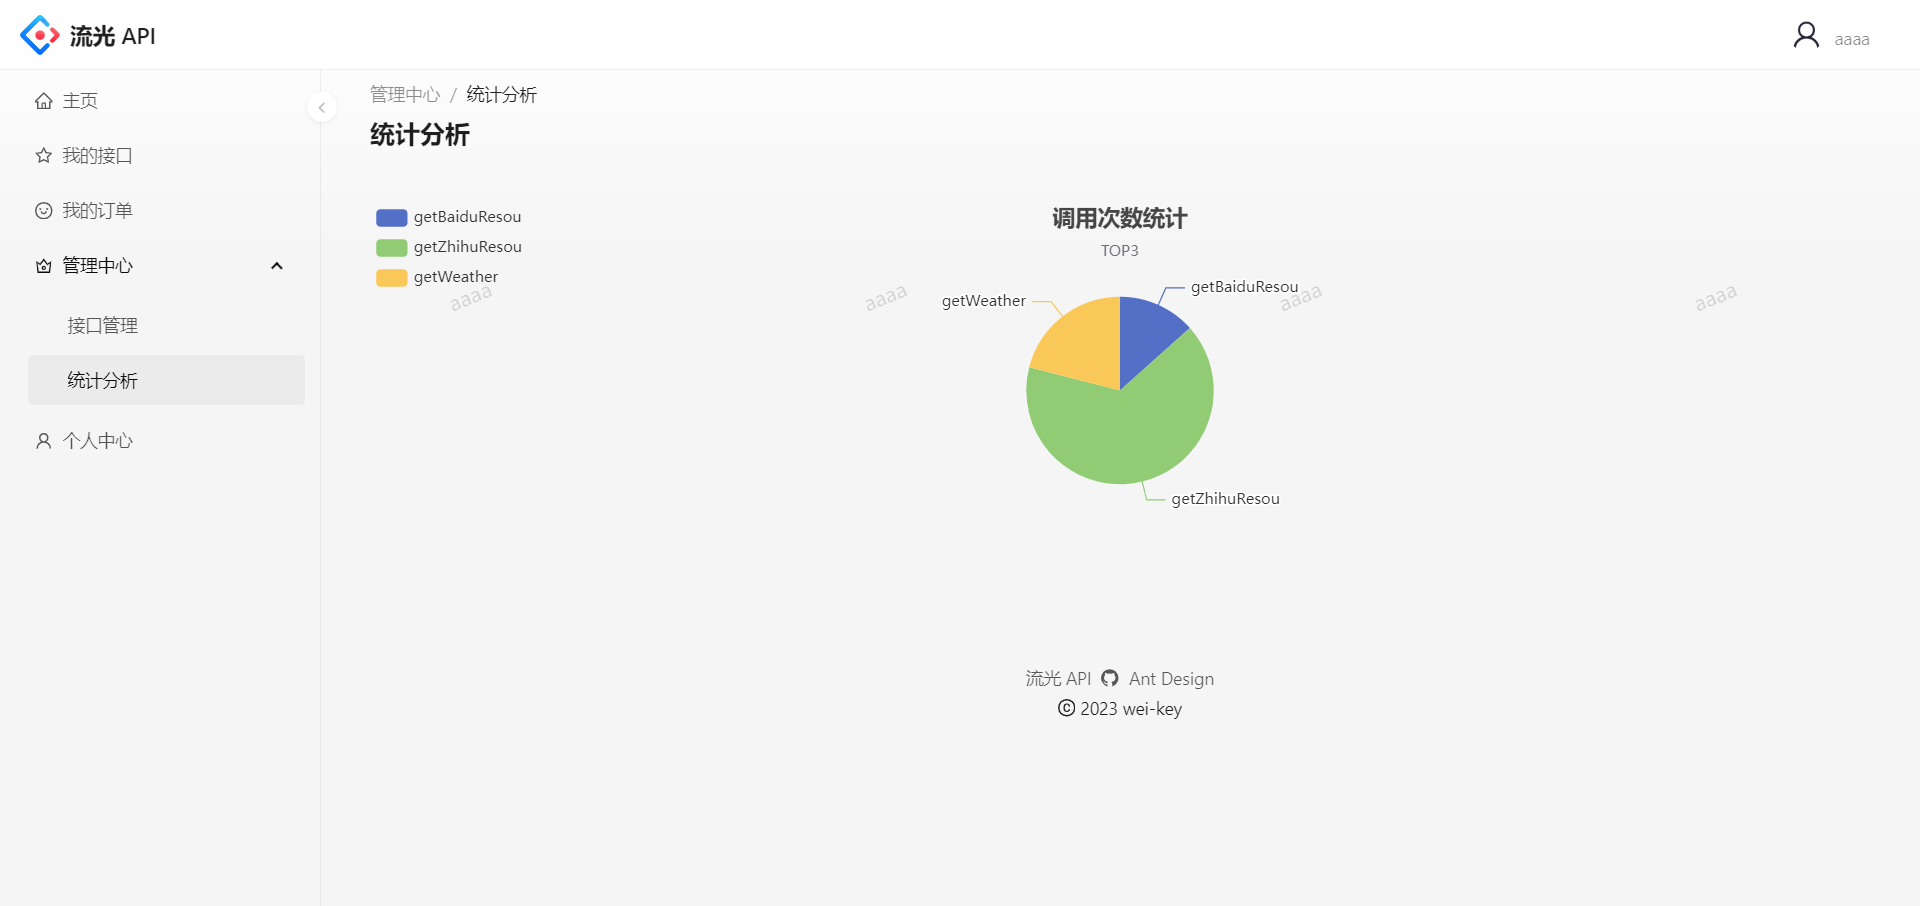 流光 API
aaaa
主页
我的接口
我的订单
管理中心
接口管理
统计分析
个人中心
管理中心 / 统计分析
统计分析
getBaiduResou
getZhihuResou
getWeather
调用次数统计
TOP3
getBaiduResou
getWeather
getZhihuResou
aaaa
aaaa
aaaa
aaaa
流光 API Ant Design
© 2023 wei-key